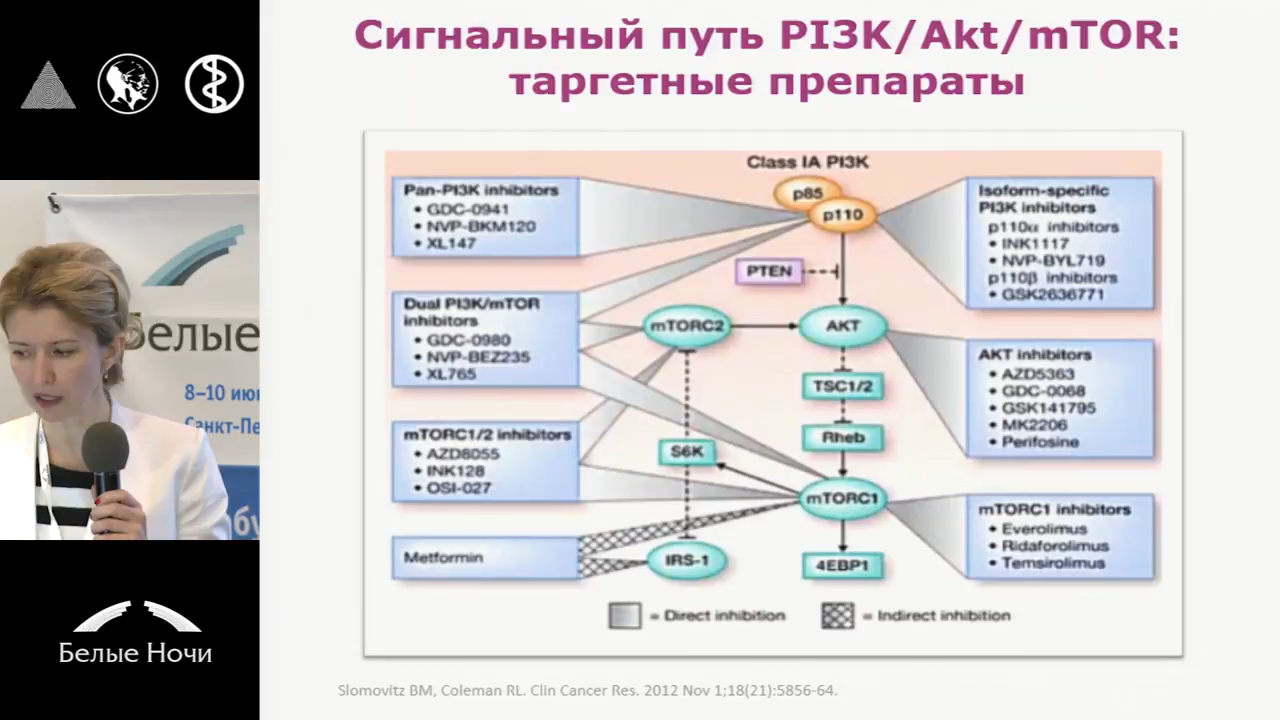 Сигнальный путь PI3K/Akt/mTOR:
таргетные препараты
Class IA PI3K
p85
p110
Pan-PI3K inhibitors
• GDC-0941
• NVP-BKM120
• XL147
Isoform-specific
PI3K inhibitors
p110α inhibitors
• INK1117
• NVP-BYL719
p110β inhibitors
• GSK2636771
PTEN
Dual PI3K/mTOR
inhibitors
• GDC-0980
• NVP-BEZ235
• XL765
mTORC2
AKT
TSC1/2
Rheb
AKT inhibitors
• AZD5363
• GDC-0068
• GSK141795
• MK2206
• Perifosine
mTORC1/2 inhibitors
• AZD8055
• INK128
• OSI-027
S6K
mTORC1
mTORC1 inhibitors
• Everolimus
• Ridaforolimus
• Temsirolimus
Metformin
IRS-1
4EBP1
= Direct inhibition
= Indirect inhibition
Slomovitz BM, Coleman RL. Clin Cancer Res. 2012 Nov 1;18(21):5856-64.
Белые
8–10 июн
Санкт-Пе
Белые Ночи